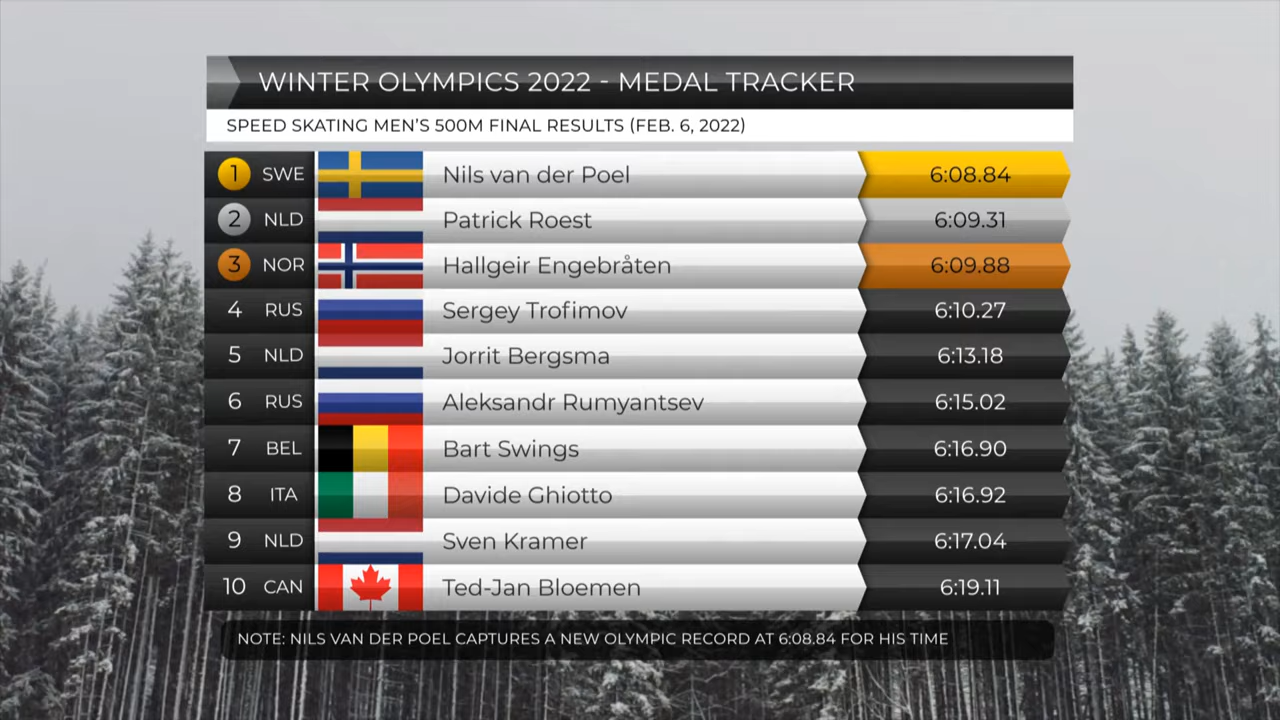 WINTER OLYMPICS 2022 - MEDAL TRACKER
SPEED SKATING MEN'S 500M FINAL RESULTS (FEB. 6, 2022)
1 SWE Nils van der Poel 6:08.84
2 NLD Patrick Roest 6:09.31
3 NOR Hallgeir Engebråten 6:09.88
4 RUS Sergey Trofimov 6:10.27
5 NLD Jorrit Bergsma 6:13.18
6 RUS Aleksandr Rumyantsev 6:15.02
7 BEL Bart Swings 6:16.90
8 ITA Davide Ghiotto 6:16.92
9 NLD Sven Kramer 6:17.04
10 CAN Ted-Jan Bloemen 6:19.11
NOTE: NILS VAN DER POEL CAPTURES A NEW OLYMPIC RECORD AT 6:08.84 FOR HIS TIME